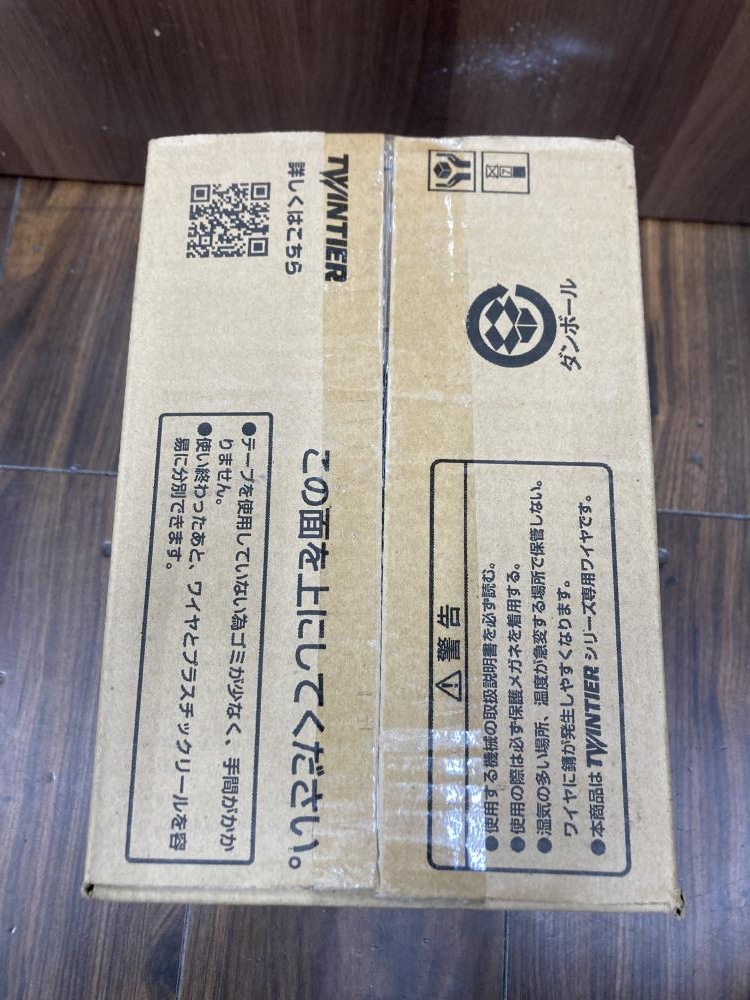 TWINTIER
詳しくはこちら
この面を上にしてください。
●テープを使用していない為ゴミが少なく、手間がかか
りません。
●使い終わったあと、ワイヤとプラスチックリールを容
易に分別できます。
7
ダンボール
警告
●使用する機械の取扱説明書を必ず読む。
●使用の際は必ず保護メガネを着用する。
●湿気の多い場所、温度が急変する場所で保管しない。
ワイヤに錆が発生しやすくなります。
●本商品は TWINTIER シリーズ専用ワイヤです。